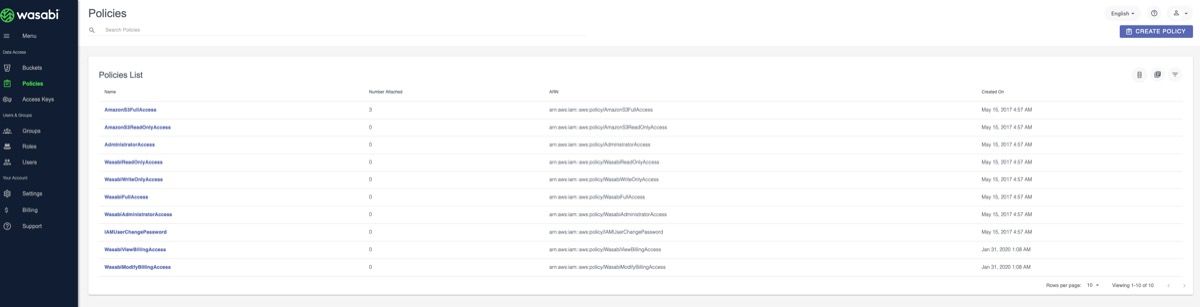 wasabi
Menu
Data Access
Buckets
Policies
Access Keys
Users & Groups
Groups
Roles
Users
Your Account
Settings
Billing
Support
Policies
English
Search Policies
CREATE POLICY
Policies List
Name Number Attached ARN Created On
AmazonS3FullAccess 3 arn:aws:iam::aws:policy/AmazonS3FullAccess May 15, 2017 4:57 AM
AmazonS3ReadOnlyAccess 0 arn:aws:iam::aws:policy/AmazonS3ReadOnlyAccess May 15, 2017 4:57 AM
AdministratorAccess 0 arn:aws:iam::aws:policy/AdministratorAccess May 15, 2017 4:57 AM
WasabiReadOnlyAccess 0 arn:aws:iam::aws:policy/WasabiReadOnlyAccess May 15, 2017 4:57 AM
WasabiWriteOnlyAccess 0 arn:aws:iam::aws:policy/WasabiWriteOnlyAccess May 15, 2017 4:57 AM
WasabiFullAccess 0 arn:aws:iam::aws:policy/WasabiFullAccess May 15, 2017 4:57 AM
WasabiAdministratorAccess 0 arn:aws:iam::aws:policy/WasabiAdministratorAccess May 15, 2017 4:57 AM
IAMUserChangePassword 0 arn:aws:iam::aws:policy/IAMUserChangePassword May 15, 2017 4:57 AM
WasabiViewBillingAccess 0 arn:aws:iam::aws:policy/WasabiViewBillingAccess Jan 31, 2020 1:08 AM
WasabiModifyBillingAccess 0 arn:aws:iam::aws:policy/WasabiModifyBillingAccess Jan 31, 2020 1:08 AM
Rows per page: 10 Viewing 1-10 of 10